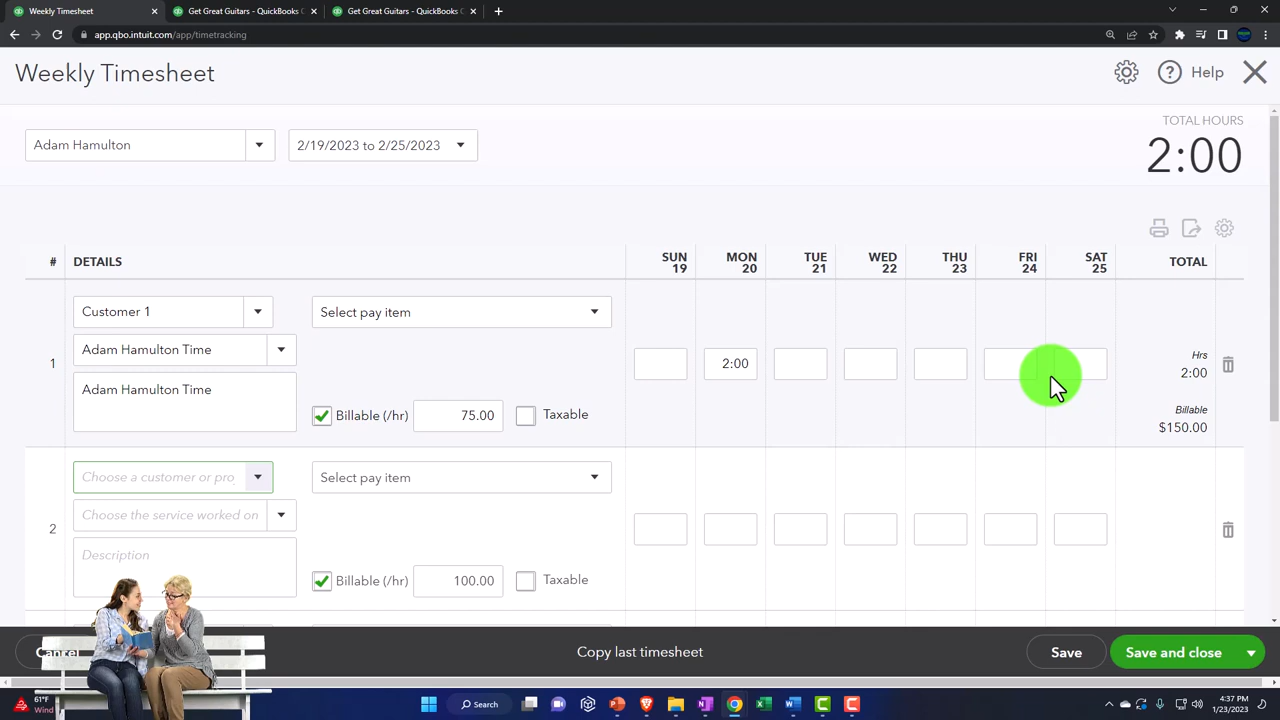 Weekly Timesheet
Get Great Guitars - QuickBooks C
Get Great Guitars - QuickBooks C
app.qbo.intuit.com/app/timetracking
Weekly Timesheet
Help
Adam Hamulton
2/19/2023 to 2/25/2023
TOTAL HOURS
2:00
# DETAILS SUN 19 MON 20 TUE 21 WED 22 THU 23 FRI 24 SAT 25 TOTAL
Customer 1
Select pay item
Adam Hamulton Time
1
2:00
Hrs
2:00
Adam Hamulton Time
Billable (/hr) 75.00 Taxable
Billable
$150.00
Choose a customer or pro
Select pay item
Choose the service worked on
2
Description
Billable (/hr) 100.00 Taxable
Cancel
Copy last timesheet
Save
Save and close
61°F
Wind
Search
4:37 PM
1/23/2023